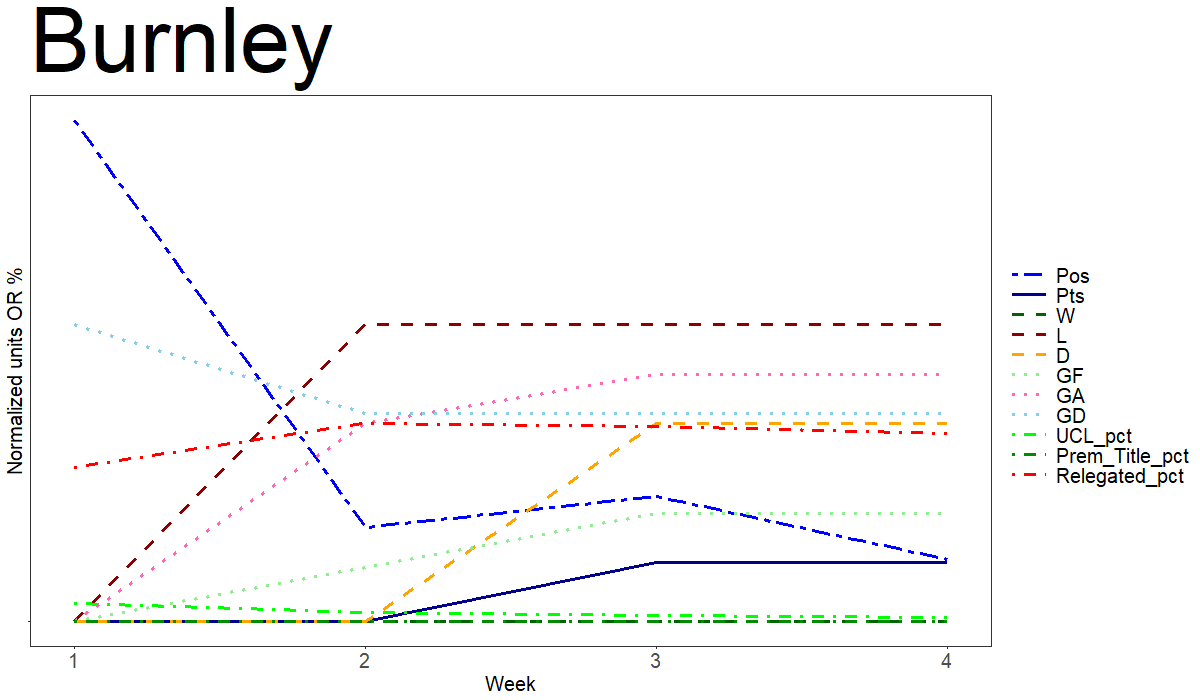 Burnley
Normalized units OR %
Pos
Pts
W
L
D
GF
GA
GD
UCL_pct
Prem_Title_pct
Relegated_pct
1 2 3 4
Week